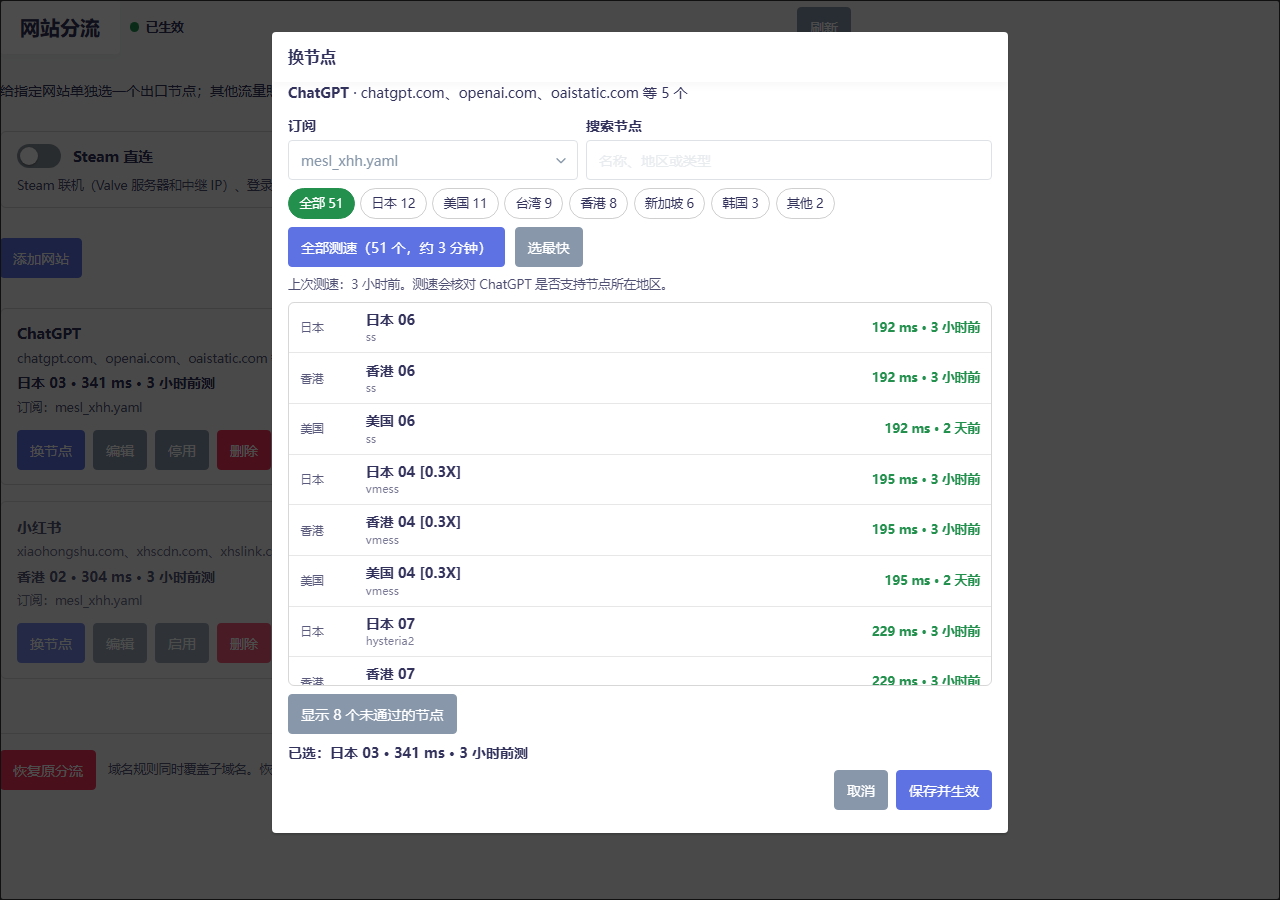 网站分流
已生效
刷新
给指定网站单独选一个出口节点；其他流量
Steam 直连
Steam 联机（Valve 服务器和中继 IP）、登录
添加网站
ChatGPT
chatgpt.com、openai.com、oaistatic.com
日本 03 • 341 ms • 3 小时前测
订阅：mesl_xhh.yaml
换节点
编辑
停用
删除
小红书
xiaohongshu.com、xhscdn.com、xhslink.c
香港 02 • 304 ms • 3 小时前测
订阅：mesl_xhh.yaml
换节点
编辑
启用
删除
恢复原分流
域名规则同时覆盖子域名。恢
换节点
ChatGPT · chatgpt.com、openai.com、oaistatic.com 等 5 个
订阅
搜索节点
mesl_xhh.yaml
名称、地区或类型
全部 51
日本 12
美国 11
台湾 9
香港 8
新加坡 6
韩国 3
其他 2
全部测速（51 个，约 3 分钟）
选最快
上次测速：3 小时前。测速会核对 ChatGPT 是否支持节点所在地区。
日本
日本 06
ss
192 ms • 3 小时前
香港
香港 06
ss
192 ms • 3 小时前
美国
美国 06
ss
192 ms • 2 天前
日本
日本 04 [0.3X]
vmess
195 ms • 3 小时前
香港
香港 04 [0.3X]
vmess
195 ms • 3 小时前
美国
美国 04 [0.3X]
vmess
195 ms • 2 天前
日本
日本 07
hysteria2
229 ms • 3 小时前
香港
香港 07
229 ms • 3 小时前
显示 8 个未通过的节点
已选：日本 03 • 341 ms • 3 小时前测
取消
保存并生效